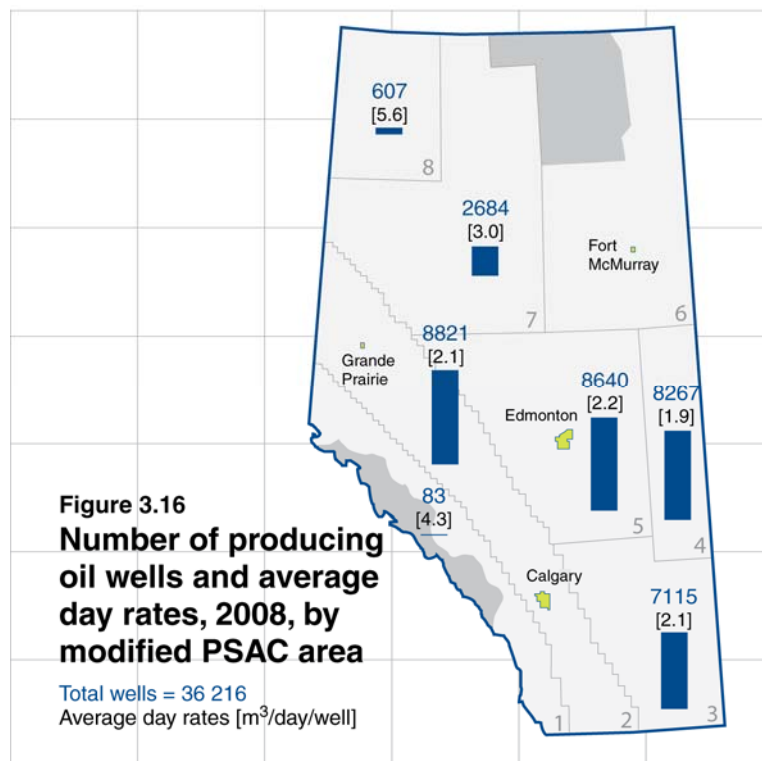 607
[5.6]
8
2684
[3.0]
Fort
McMurray
7
6
8821
[2.1]
Grande
Prairie
8640
[2.2]
8267
[1.9]
Edmonton
83
[4.3]
5
4
Calgary
7115
[2.1]
1
2
3
Figure 3.16
Number of producing
oil wells and average
day rates, 2008, by
modified PSAC area
Total wells = 36 216
Average day rates [m³/day/well]